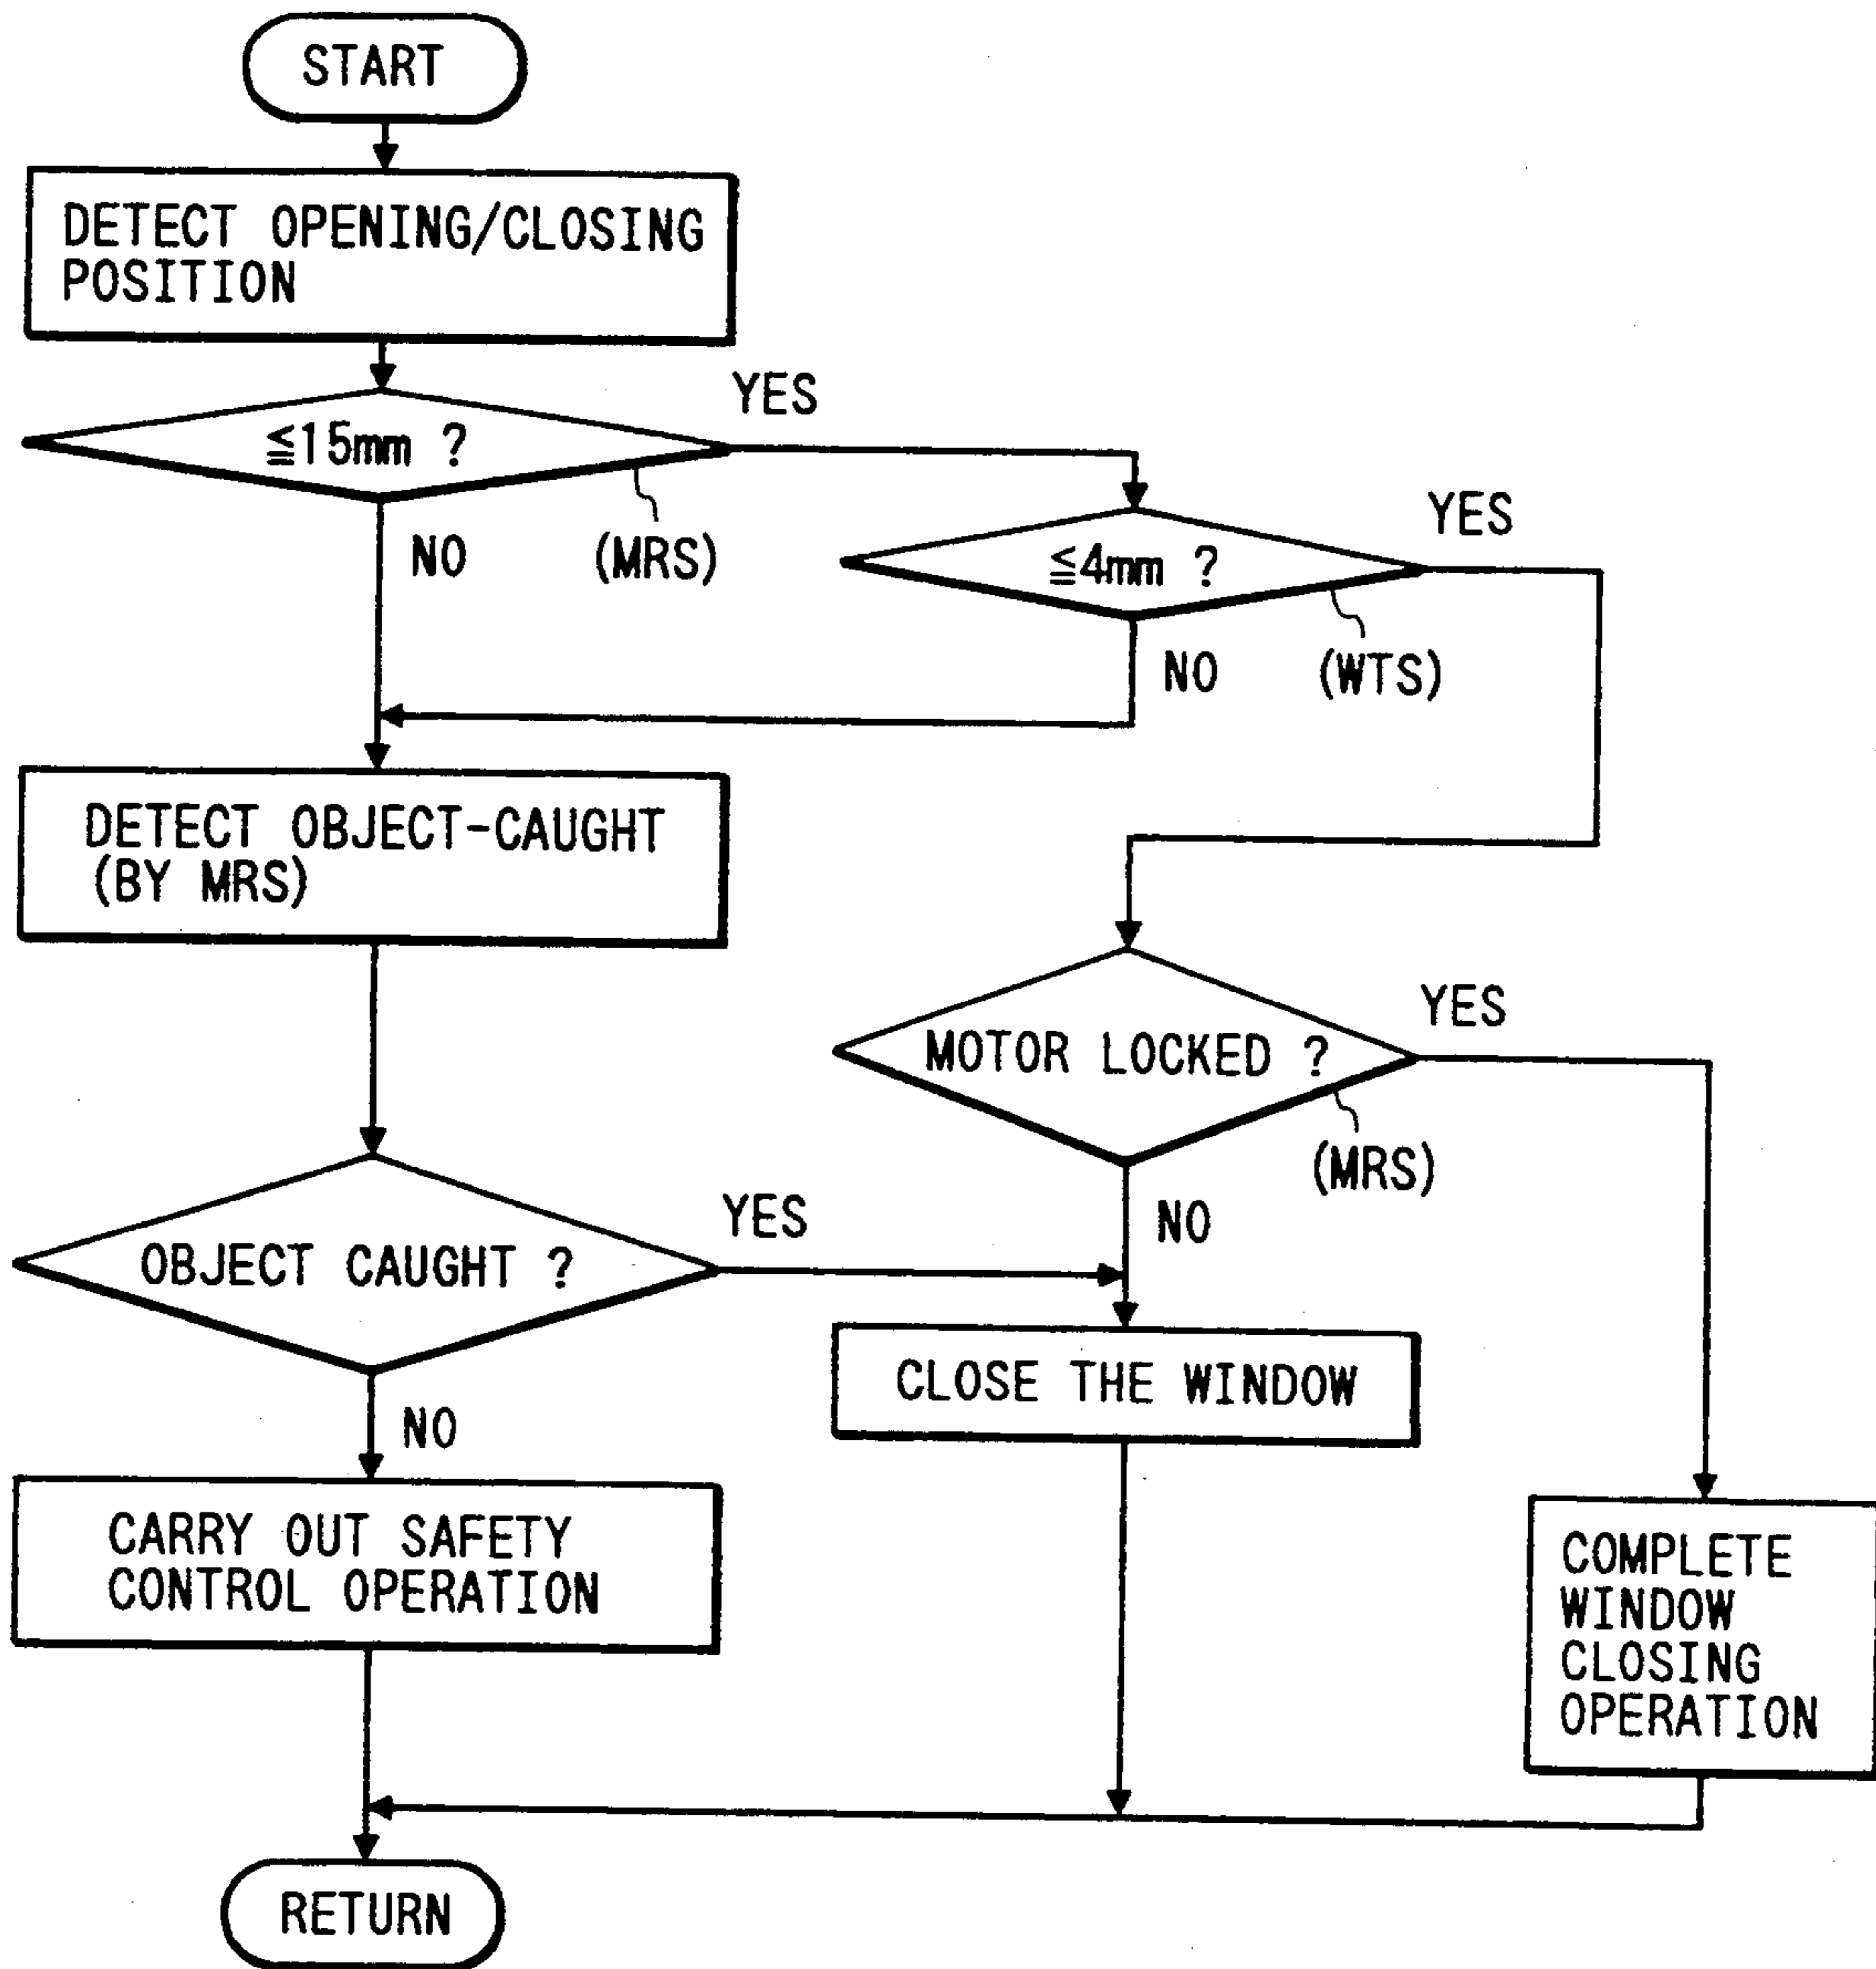 START
DETECT OPENING/CLOSING
POSITION
≦15mm ?
YES
NO
(MRS)
≦4mm ?
YES
NO
(WTS)
DETECT OBJECT-CAUGHT
(BY MRS)
MOTOR LOCKED ?
YES
(MRS)
NO
OBJECT CAUGHT ?
YES
NO
CLOSE THE WINDOW
CARRY OUT SAFETY
CONTROL OPERATION
COMPLETE
WINDOW
CLOSING
OPERATION
RETURN